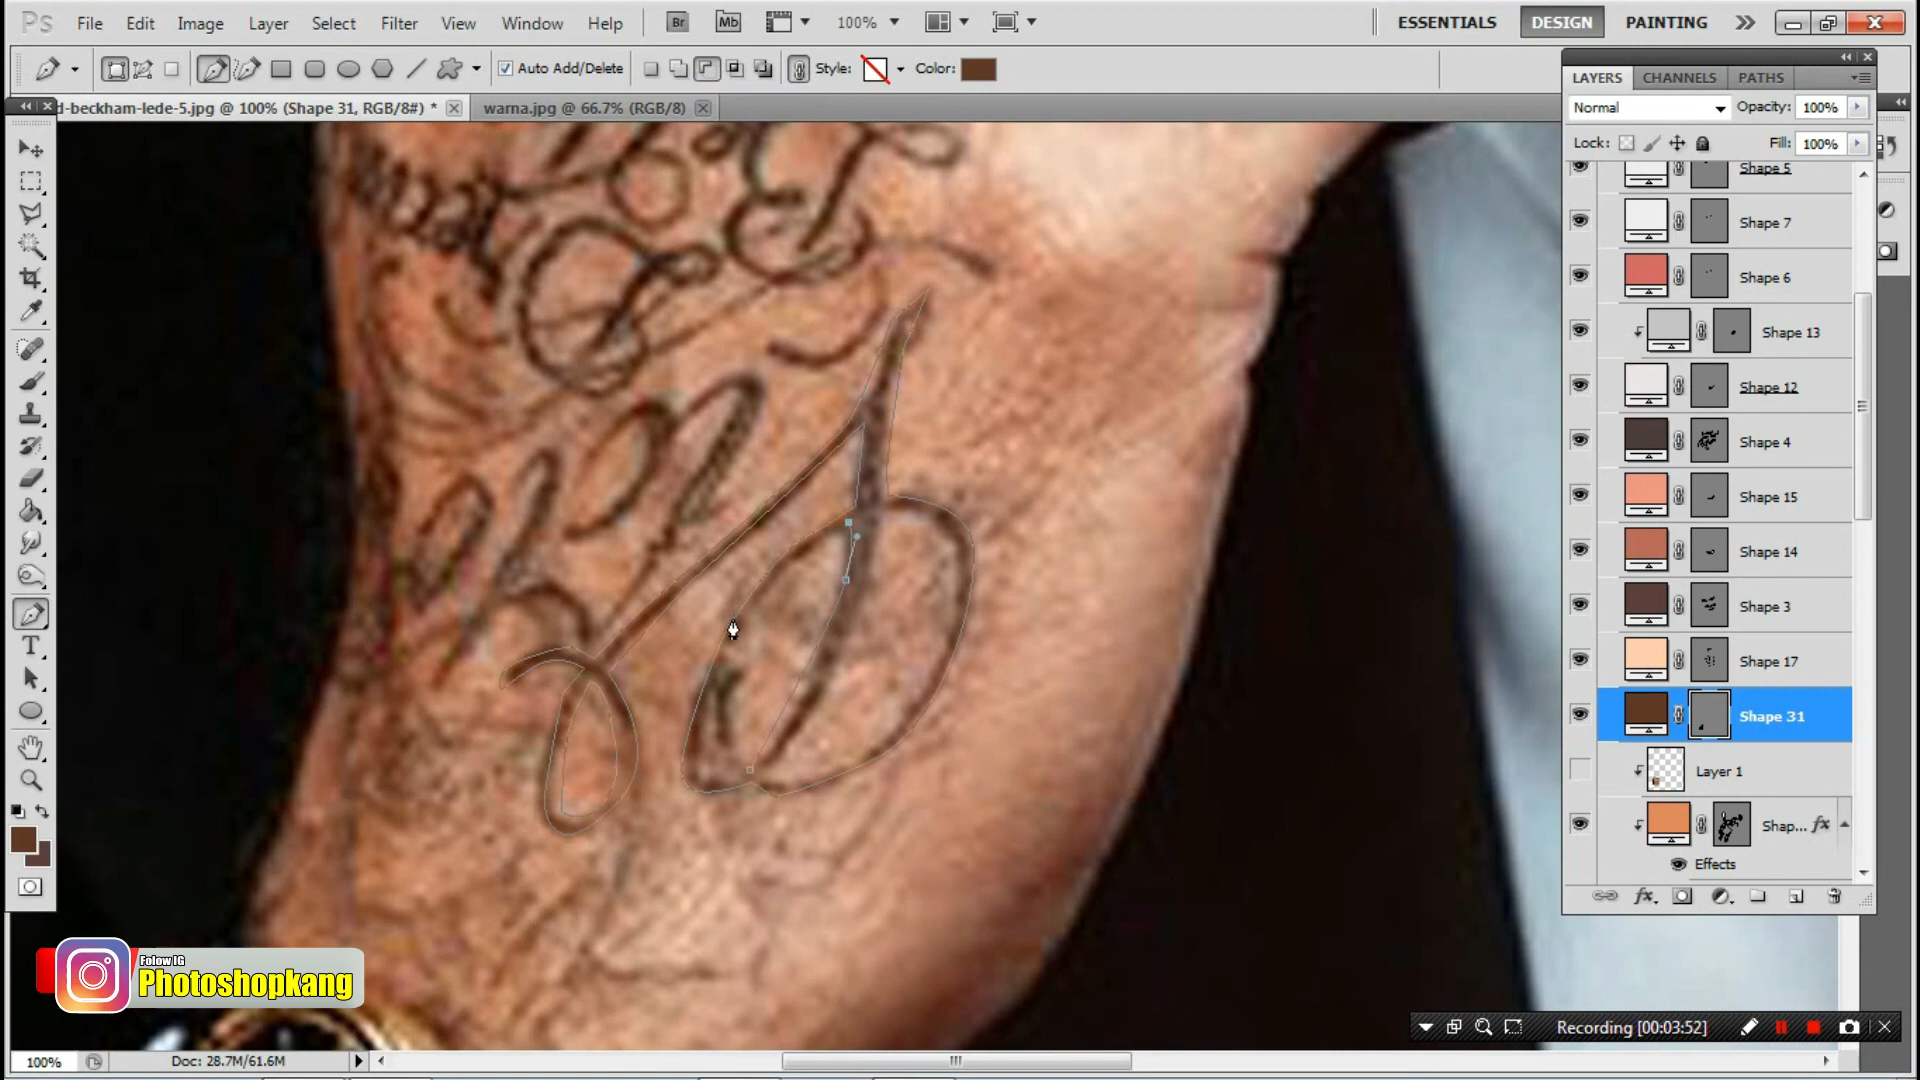 Ps File Edit Image Layer Select Filter View Window Help Br Mb 100% ESSENTIALS DESIGN PAINTING
Auto Add/Delete Style: Color:
d-beckham-lede-5.jpg @ 100% (Shape 31, RGB/8#) * warna.jpg @ 66.7% (RGB/8)
LAYERS CHANNELS PATHS
Normal Opacity: 100%
Lock: Fill: 100%
Shape 5
Shape 7
Shape 6
Shape 13
Shape 12
Shape 4
Shape 15
Shape 14
Shape 3
Shape 17
Shape 31
Layer 1
Shap... fx
Effects
T
Folow IG
Photoshopkang
Recording [00:03:52]
100% Doc: 28.7M/61.6M